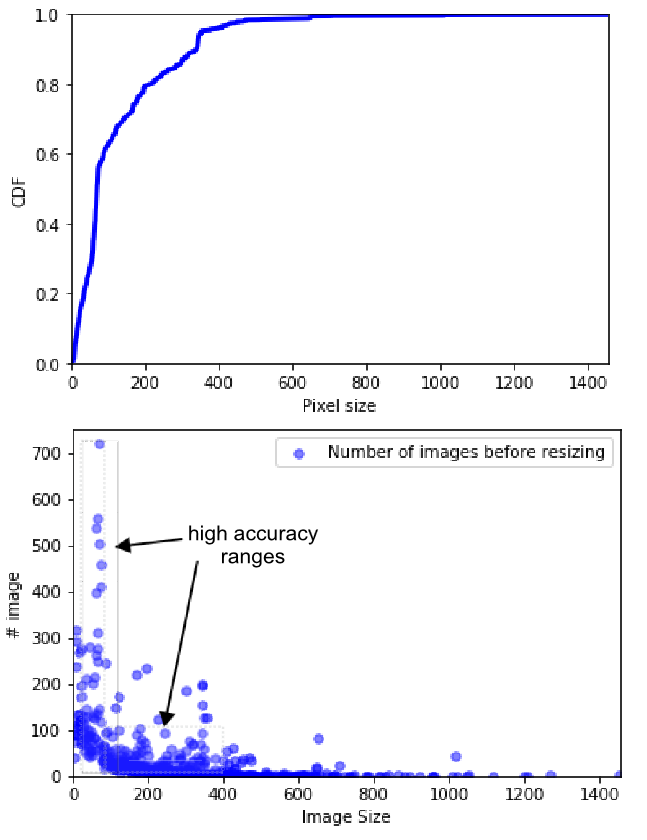 1.0
0.8
0.6
0.4
0.2
0.0
CDF
0 200 400 600 800 1000 1200 1400
Pixel size
Number of images before resizing
700
600
500
400
300
200
100
0
# image
high accuracy
ranges
0 200 400 600 800 1000 1200 1400
Image Size